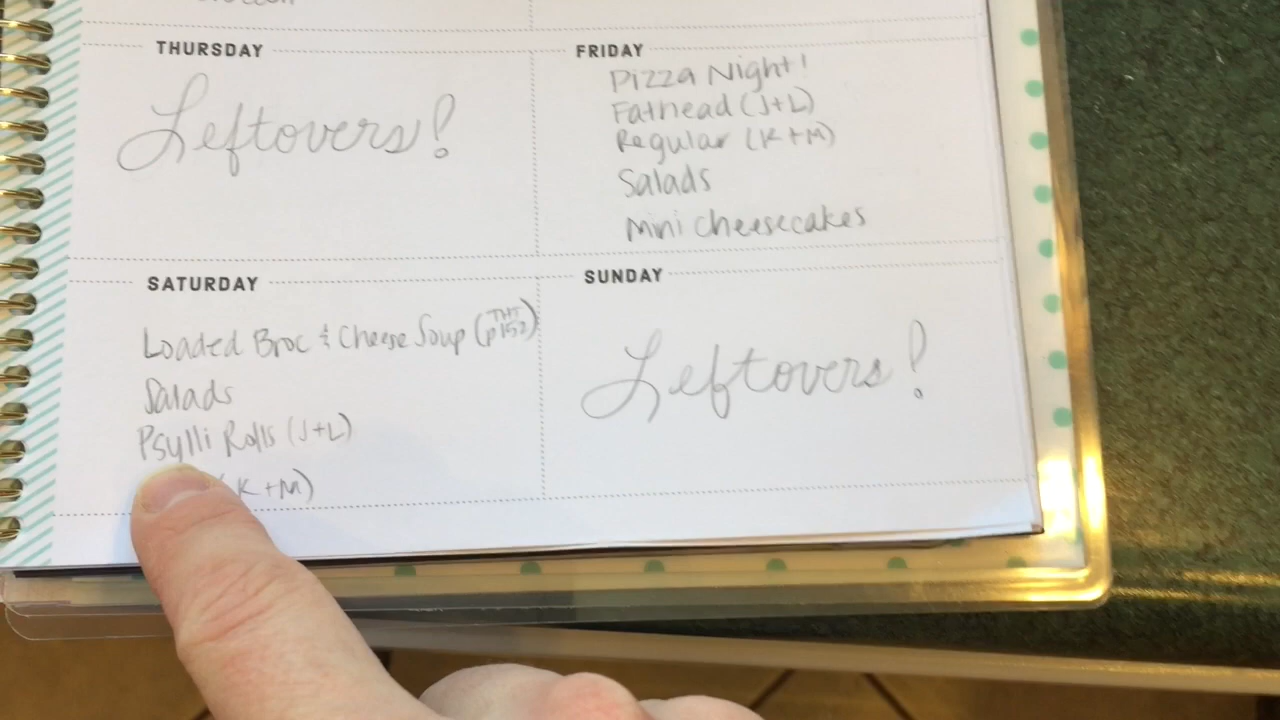 THURSDAY
Leftovers!
FRIDAY
Pizza Night!
Fathead (J+L)
Regular (K+M)
Salads
Mini Cheesecakes
SATURDAY
Loaded Broc & Cheese Soup (THT p152)
Salads
Psylli Rolls (J+L)
(K+M)
SUNDAY
Leftovers!